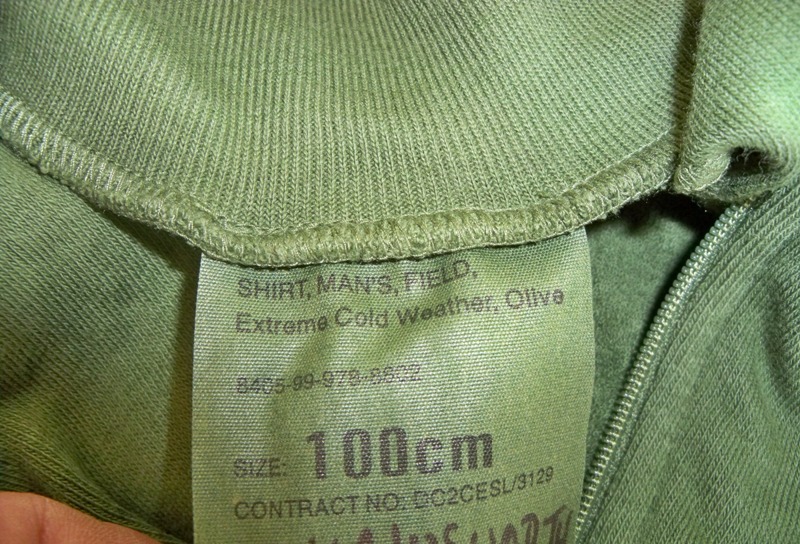 SHIRT, MAN'S, FIELD,
Extreme Cold Weather, Olive
SIZE: 100cm
CONTRACT NO. DC2CESL/3129